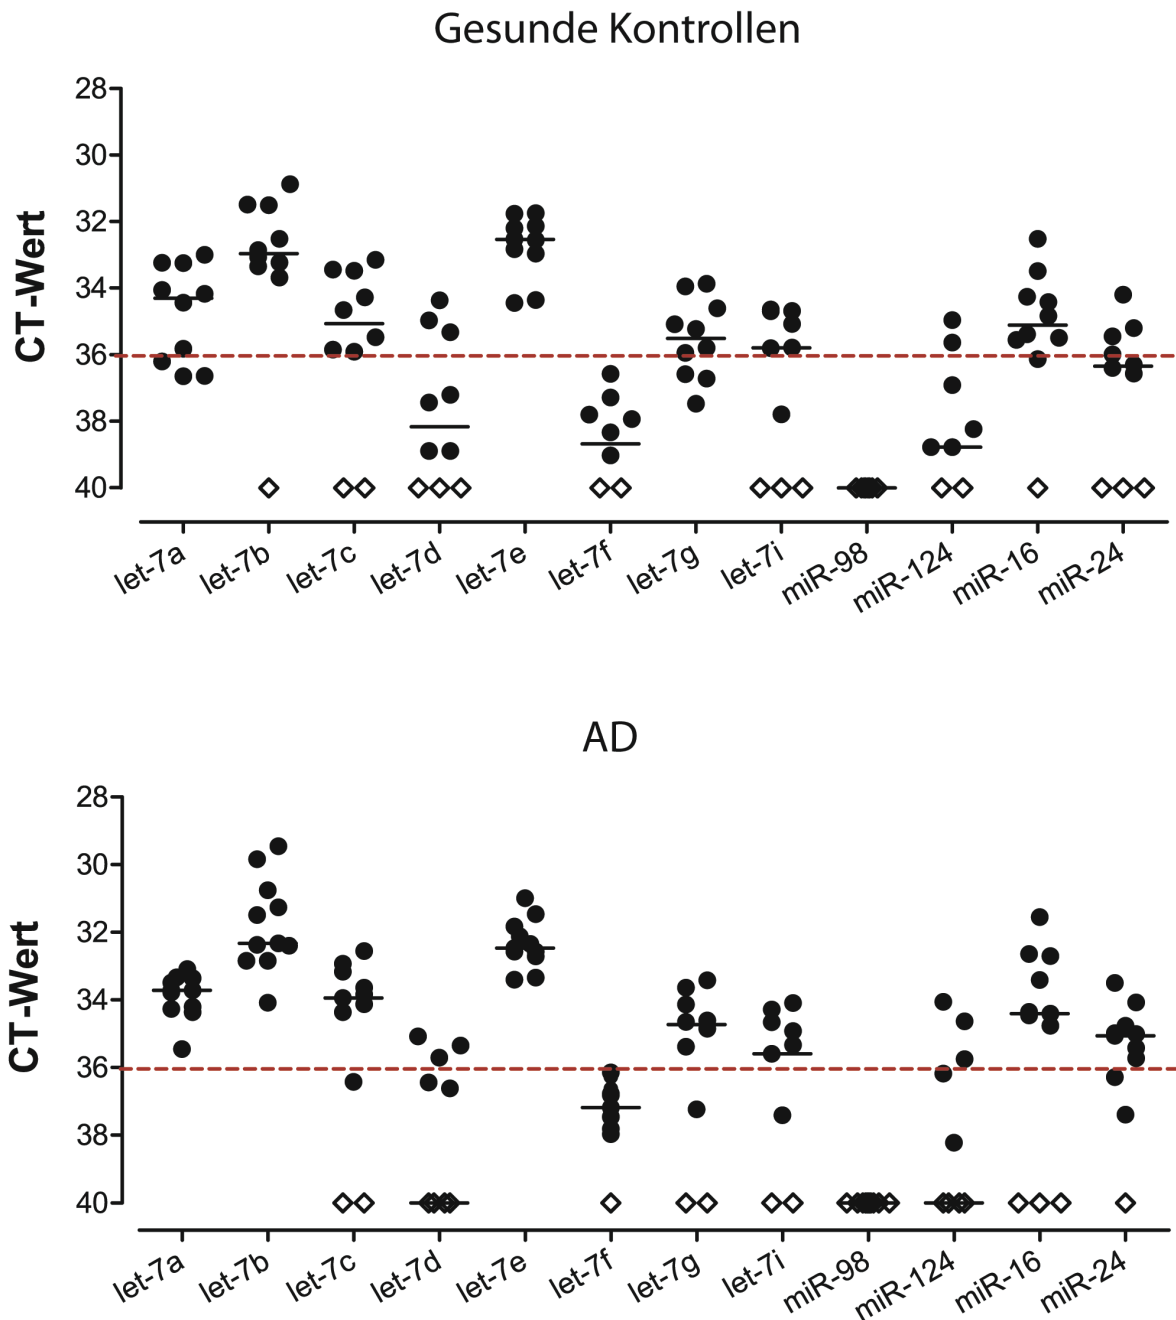 Gesunde Kontrollen
CT-Wert
28
30
32
34
36
38
40
let-7a let-7b let-7c let-7d let-7e let-7f let-7g let-7i miR-98 miR-124 miR-16 miR-24
AD
CT-Wert
28
30
32
34
36
38
40
let-7a let-7b let-7c let-7d let-7e let-7f let-7g let-7i miR-98 miR-124 miR-16 miR-24